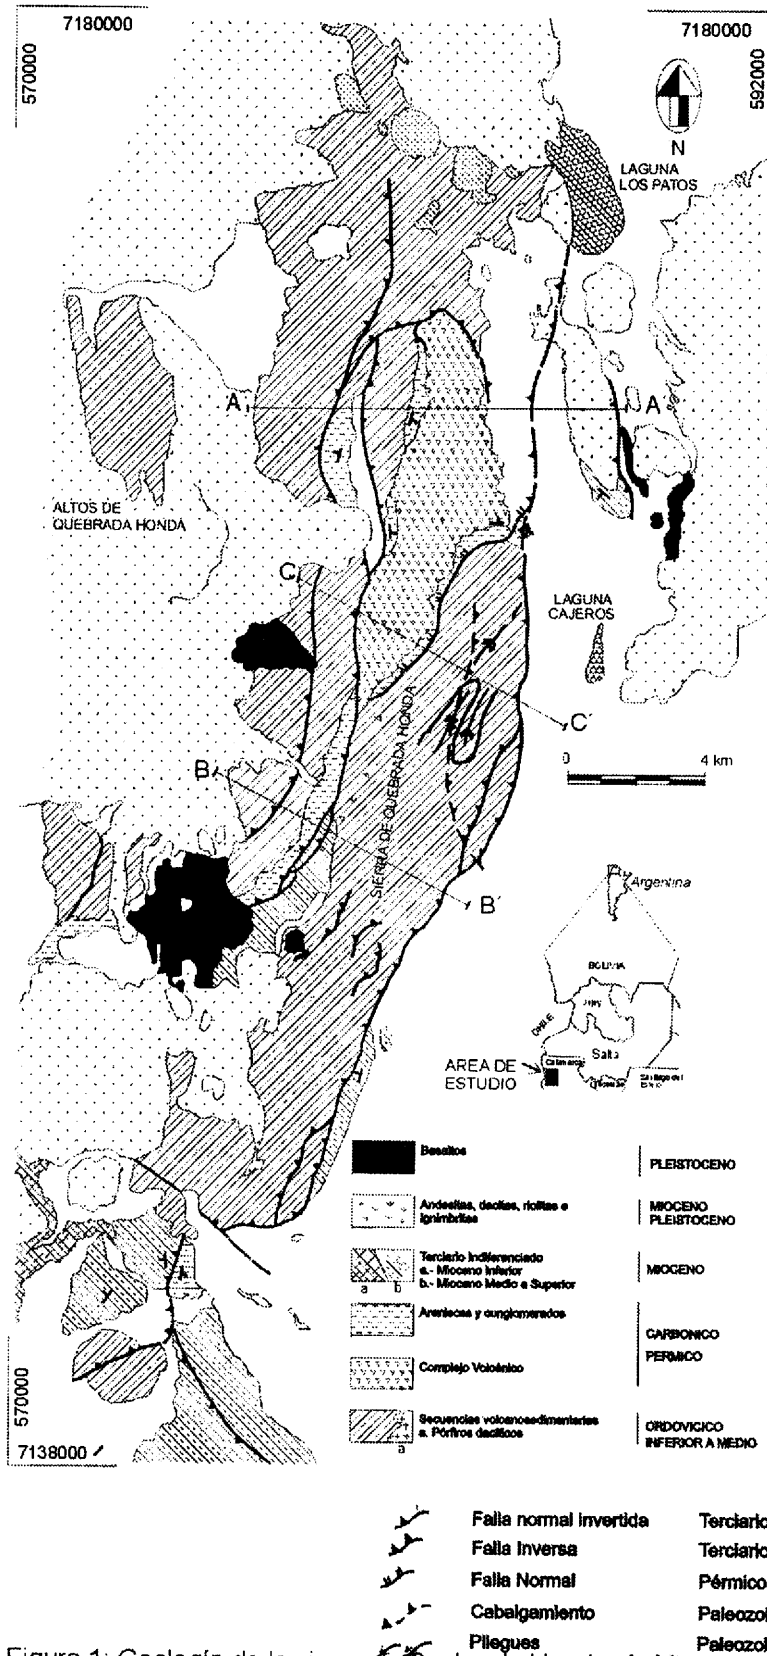 7180000
7180000
570000
592000
N
LAGUNA
LOS PATOS
A
A
ALTOS DE
QUEBRADA HONDA
C
LAGUNA
CAJEROS
C´
0 4 km
B
SIERRA DE QUEBRADA HONDA
B´
Argentina
BOLIVIA
CHILE
Salta
AREA DE
ESTUDIO
Basaltos
PLEISTOCENO
Andesitas, dacitas, riolitas e
ignimbritas
MIOCENO
PLEISTOCENO
Terciario Indiferenciado
a.- Mioceno Inferior
b.- Mioceno Medio a Superior
a b
MIOCENO
Areniscas y conglomerados
CARBONICO
PERMICO
Complejo Volcánico
Secuencias volcanosedimentarias
a. Pórfiros dacíticos
a
ORDOVICICO
INFERIOR A MEDIO
570000
7138000
Falla normal invertida Terciario
Falla Inversa Terciario
Falla Normal Pérmico
Cabalgamiento Paleozoi
Pliegues Paleozoi
Figura 1: Geología de la